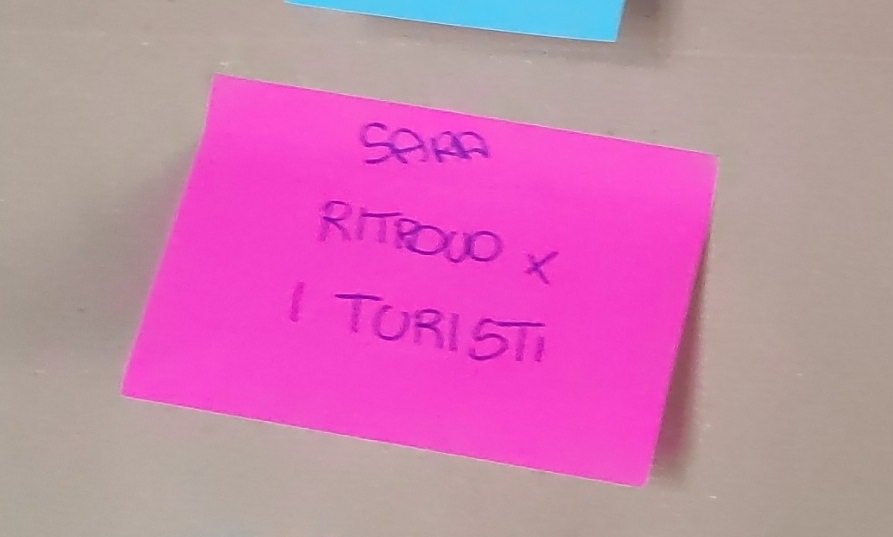 SARA
RITROVO X
I TURISTI